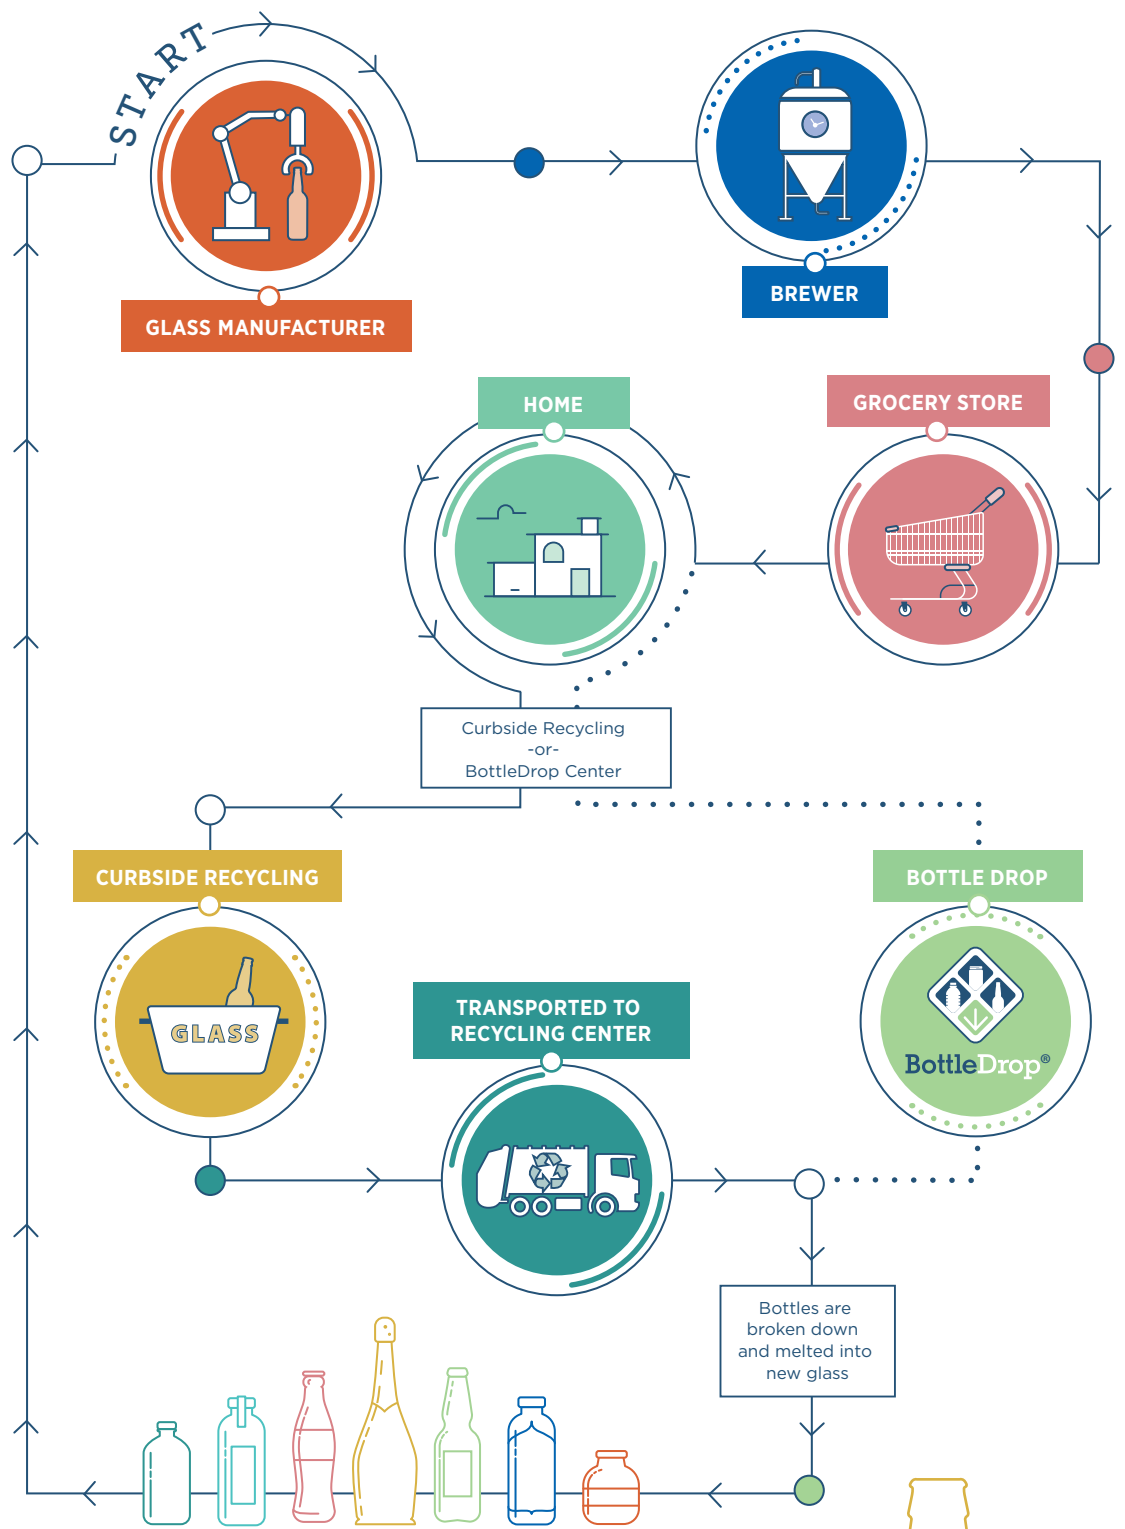 START
GLASS MANUFACTURER
BREWER
HOME
GROCERY STORE
Curbside Recycling
-or-
BottleDrop Center
CURBSIDE RECYCLING
BOTTLE DROP
GLASS
TRANSPORTED TO
RECYCLING CENTER
BottleDrop®
Bottles are
broken down
and melted into
new glass